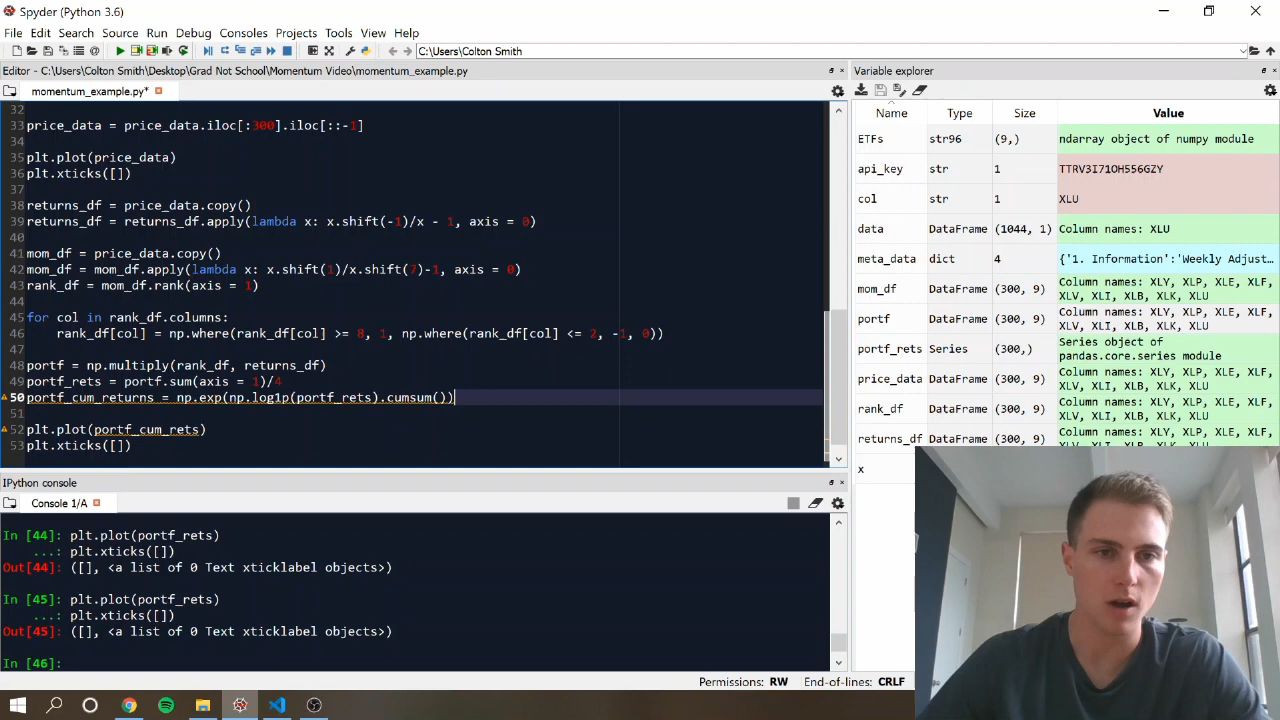 Spyder (Python 3.6)
File Edit Search Source Run Debug Consoles Projects Tools View Help
C:\Users\Colton Smith
Editor - C:\Users\Colton Smith\Desktop\Grad Not School\Momentum Video\momentum_example.py
momentum_example.py*
32
33 price_data = price_data.iloc[:300].iloc[::-1]
34
35 plt.plot(price_data)
36 plt.xticks([])
37
38 returns_df = price_data.copy()
39 returns_df = returns_df.apply(lambda x: x.shift(-1)/x - 1, axis = 0)
40
41 mom_df = price_data.copy()
42 mom_df = mom_df.apply(lambda x: x.shift(1)/x.shift(7)-1, axis = 0)
43 rank_df = mom_df.rank(axis = 1)
44
45 for col in rank_df.columns:
46 rank_df[col] = np.where(rank_df[col] >= 8, 1, np.where(rank_df[col] <= 2, -1, 0))
47
48 portf = np.multiply(rank_df, returns_df)
49 portf_rets = portf.sum(axis = 1)/4
50 portf_cum_returns = np.exp(np.log1p(portf_rets).cumsum())
51
52 plt.plot(portf_cum_rets)
53 plt.xticks([])
IPython console
Console 1/A
In [44]: plt.plot(portf_rets)
...: plt.xticks([])
Out[44]: ([], <a list of 0 Text xticklabel objects>)
In [45]: plt.plot(portf_rets)
...: plt.xticks([])
Out[45]: ([], <a list of 0 Text xticklabel objects>)
In [46]:
Variable explorer
Name Type Size Value
ETFs str96 (9,) ndarray object of numpy module
api_key str 1 TTRV3I71OH556GZY
col str 1 XLU
data DataFrame (1044, 1) Column names: XLU
meta_data dict 4 {'1. Information':'Weekly Adjust…
mom_df DataFrame (300, 9) Column names: XLY, XLP, XLE, XLF,
XLV, XLI, XLB, XLK, XLU
portf DataFrame (300, 9) Column names: XLY, XLP, XLE, XLF,
XLV, XLI, XLB, XLK, XLU
portf_rets Series (300,) Series object of
pandas.core.series module
price_data DataFrame (300, 9) Column names: XLY, XLP, XLE, XLF,
XLV, XLI, XLB, XLK, XLU
rank_df DataFrame (300, 9) Column names: XLY, XLP, XLE, XLF,
XLV, XLI, XLB, XLK, XLU
returns_df DataFrame (300, 9) Column names: XLY, XLP, XLE, XLF,
XLV, XLI, XLB, XLK, XLU
x
Permissions: RW End-of-lines: CRLF